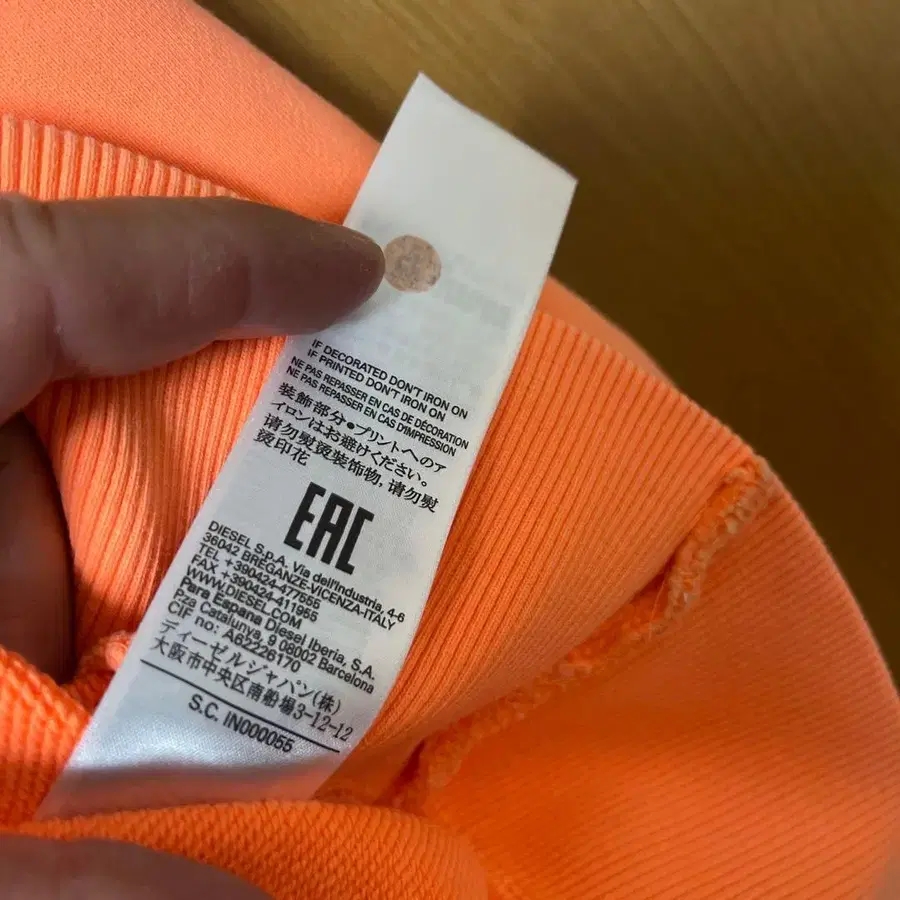 IF DECORATED DON'T IRON ON
IF PRINTED DON'T IRON ON
NE PAS REPASSER EN CAS DE DÉCORATION
NE PAS REPASSER EN CAS D'IMPRESSION
装飾部分・プリントへのア
イロンはお避けください。
请勿熨烫装饰物, 请勿熨
烫印花
EAC
DIESEL S.p.A. Via dell'Industria, 4-6
36042 BREGANZE-VICENZA-ITALY
TEL +390424-477555
FAX +390424-411955
WWW.DIESEL.COM
Para Espana Diesel Iberia, S.A.
Pza Catalunya, 9 08002 Barcelona
CIF no: A62226170
ディーゼルジャパン(株)
大阪市中央区南船場3-12-12
S.C. IN000055